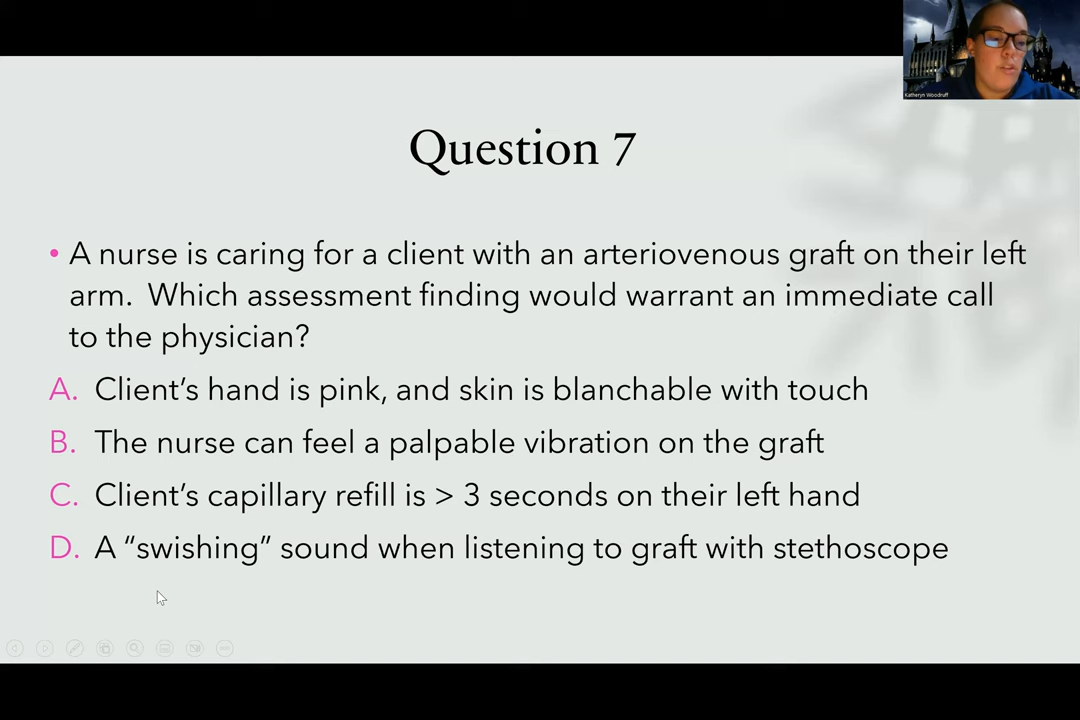 Katheryn Woodruff
Question 7
• A nurse is caring for a client with an arteriovenous graft on their left
arm. Which assessment finding would warrant an immediate call
to the physician?
A. Client’s hand is pink, and skin is blanchable with touch
B. The nurse can feel a palpable vibration on the graft
C. Client’s capillary refill is > 3 seconds on their left hand
D. A “swishing” sound when listening to graft with stethoscope